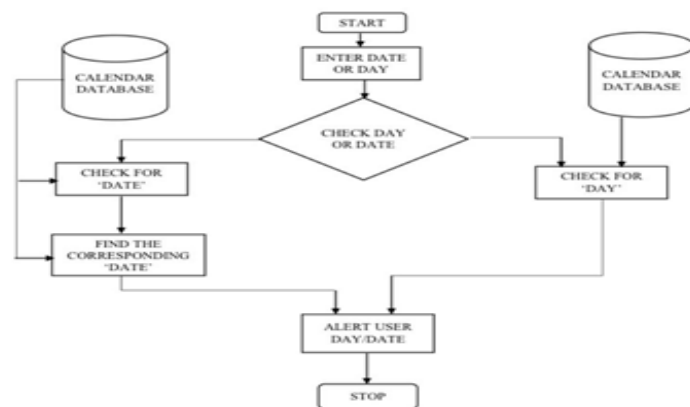 START
ENTER DATE
OR DAY
CALENDAR
DATABASE
CALENDAR
DATABASE
CHECK DAY
OR DATE
CHECK FOR
'DATE'
CHECK FOR
'DAY'
FIND THE
CORRESPONDING
'DATE'
ALERT USER
DAY/DATE
STOP